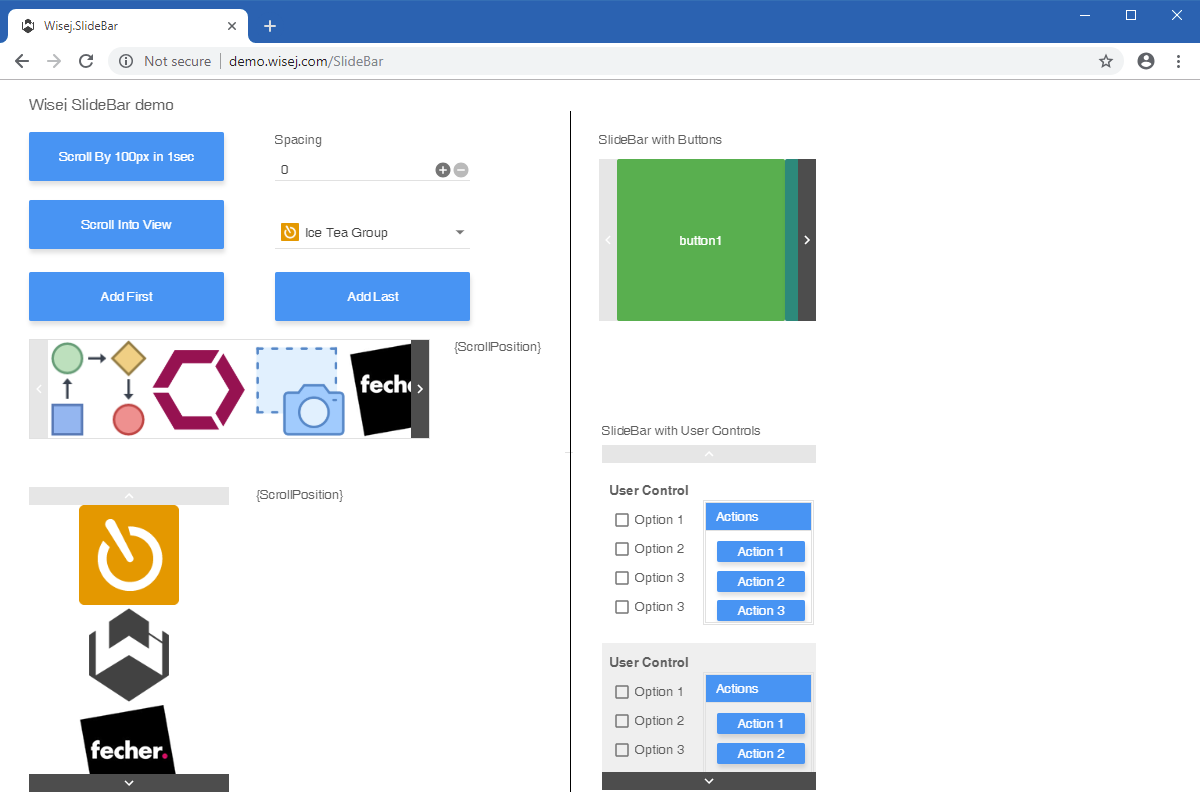 Wisej.SlideBar
Not secure
demo.wisej.com/SlideBar
Wisej SlideBar demo
Scroll By 100px in 1sec
Spacing
0
Scroll Into View
Ice Tea Group
Add First
Add Last
{ScrollPosition}
feche
{ScrollPosition}
fecher.
SlideBar with Buttons
button1
SlideBar with User Controls
User Control
Option 1
Option 2
Option 3
Option 3
Actions
Action 1
Action 2
Action 3
User Control
Option 1
Option 2
Option 3
Actions
Action 1
Action 2